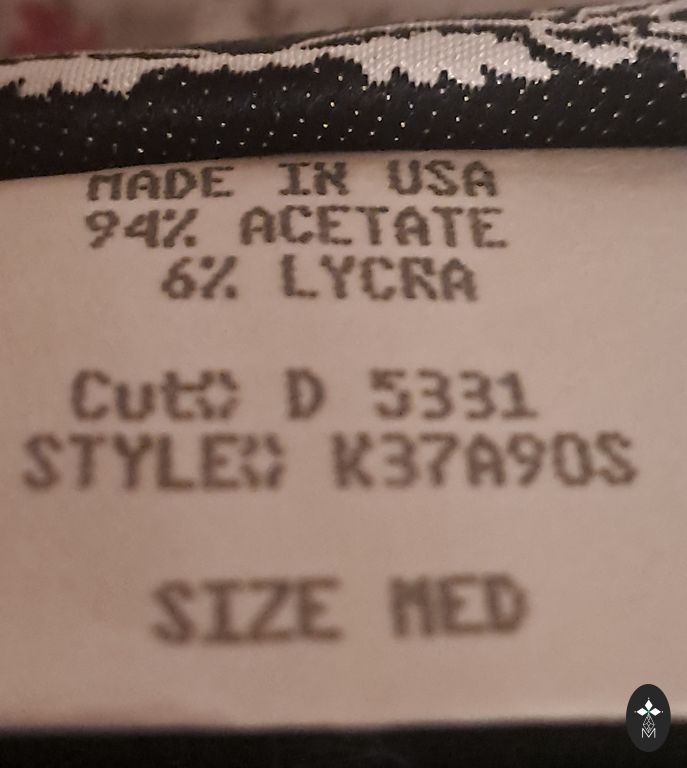 MADE IN USA
94% ACETATE
6% LYCRA
Cut◊ D 5331
STYLE◊ K37A90S
SIZE MED
M